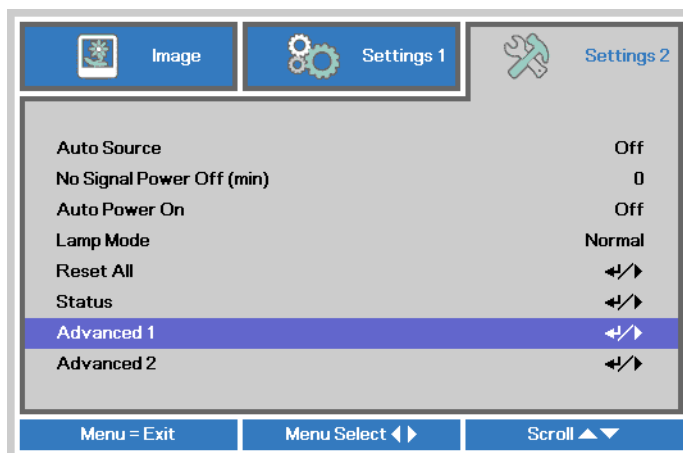 Image Settings 1 Settings 2
Auto Source Off
No Signal Power Off (min) 0
Auto Power On Off
Lamp Mode Normal
Reset All ↵/▶
Status ↵/▶
Advanced 1 ↵/▶
Advanced 2 ↵/▶
Menu = Exit Menu Select ◀▶ Scroll ▲▼